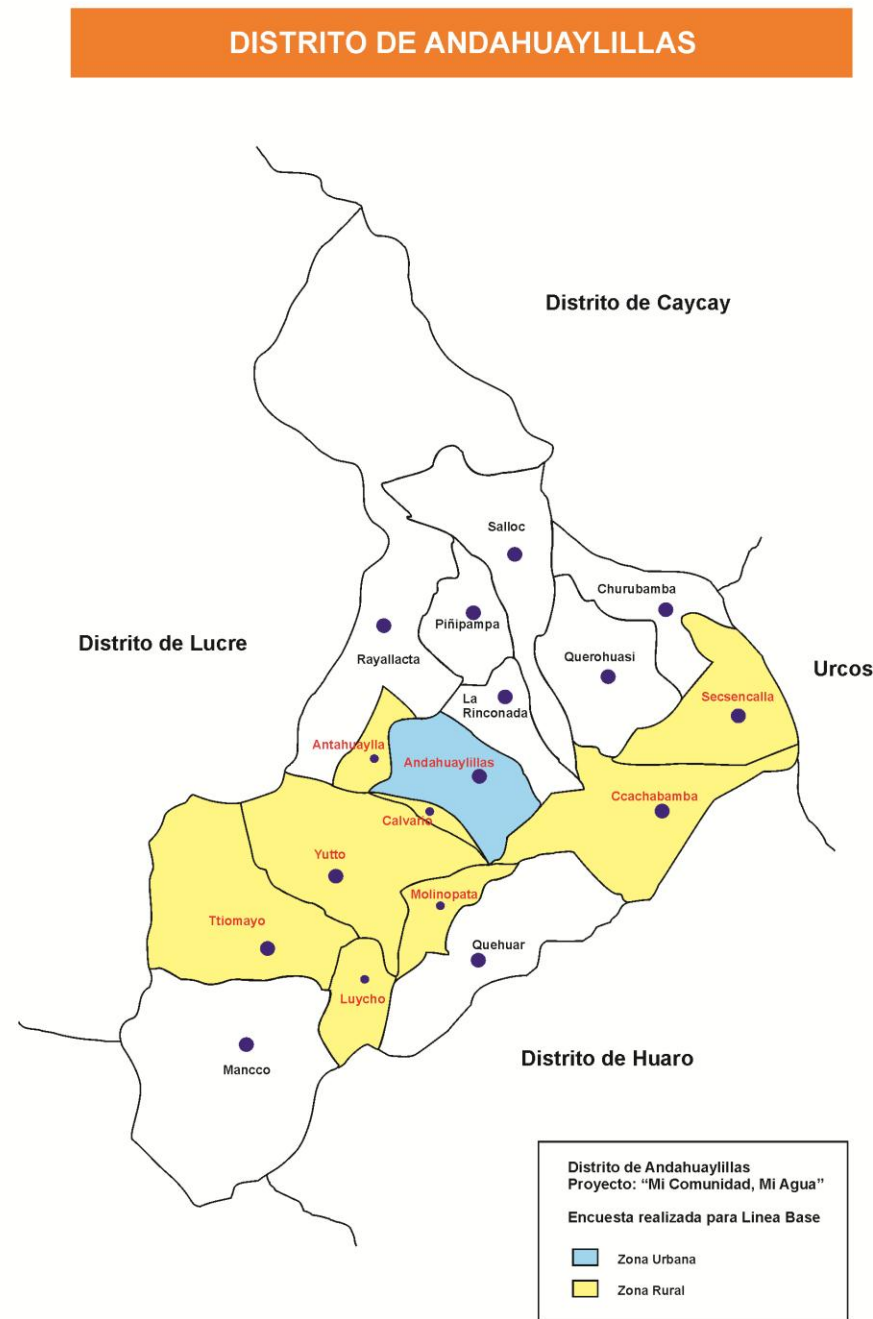 DISTRITO DE ANDAHUAYLILLAS
Distrito de Caycay
Salloc
Churubamba
Piñipampa
Distrito de Lucre
Rayallacta
Querohuasi
Urcos
La
Rinconada
Secsencalla
Antahuaylla
Andahuaylillas
Ccachabamba
Calvario
Yutto
Molinopata
Ttiomayo
Quehuar
Luycho
Distrito de Huaro
Mancco
Distrito de Andahuaylillas
Proyecto: “Mi Comunidad, Mi Agua”
Encuesta realizada para Linea Base
Zona Urbana
Zona Rural